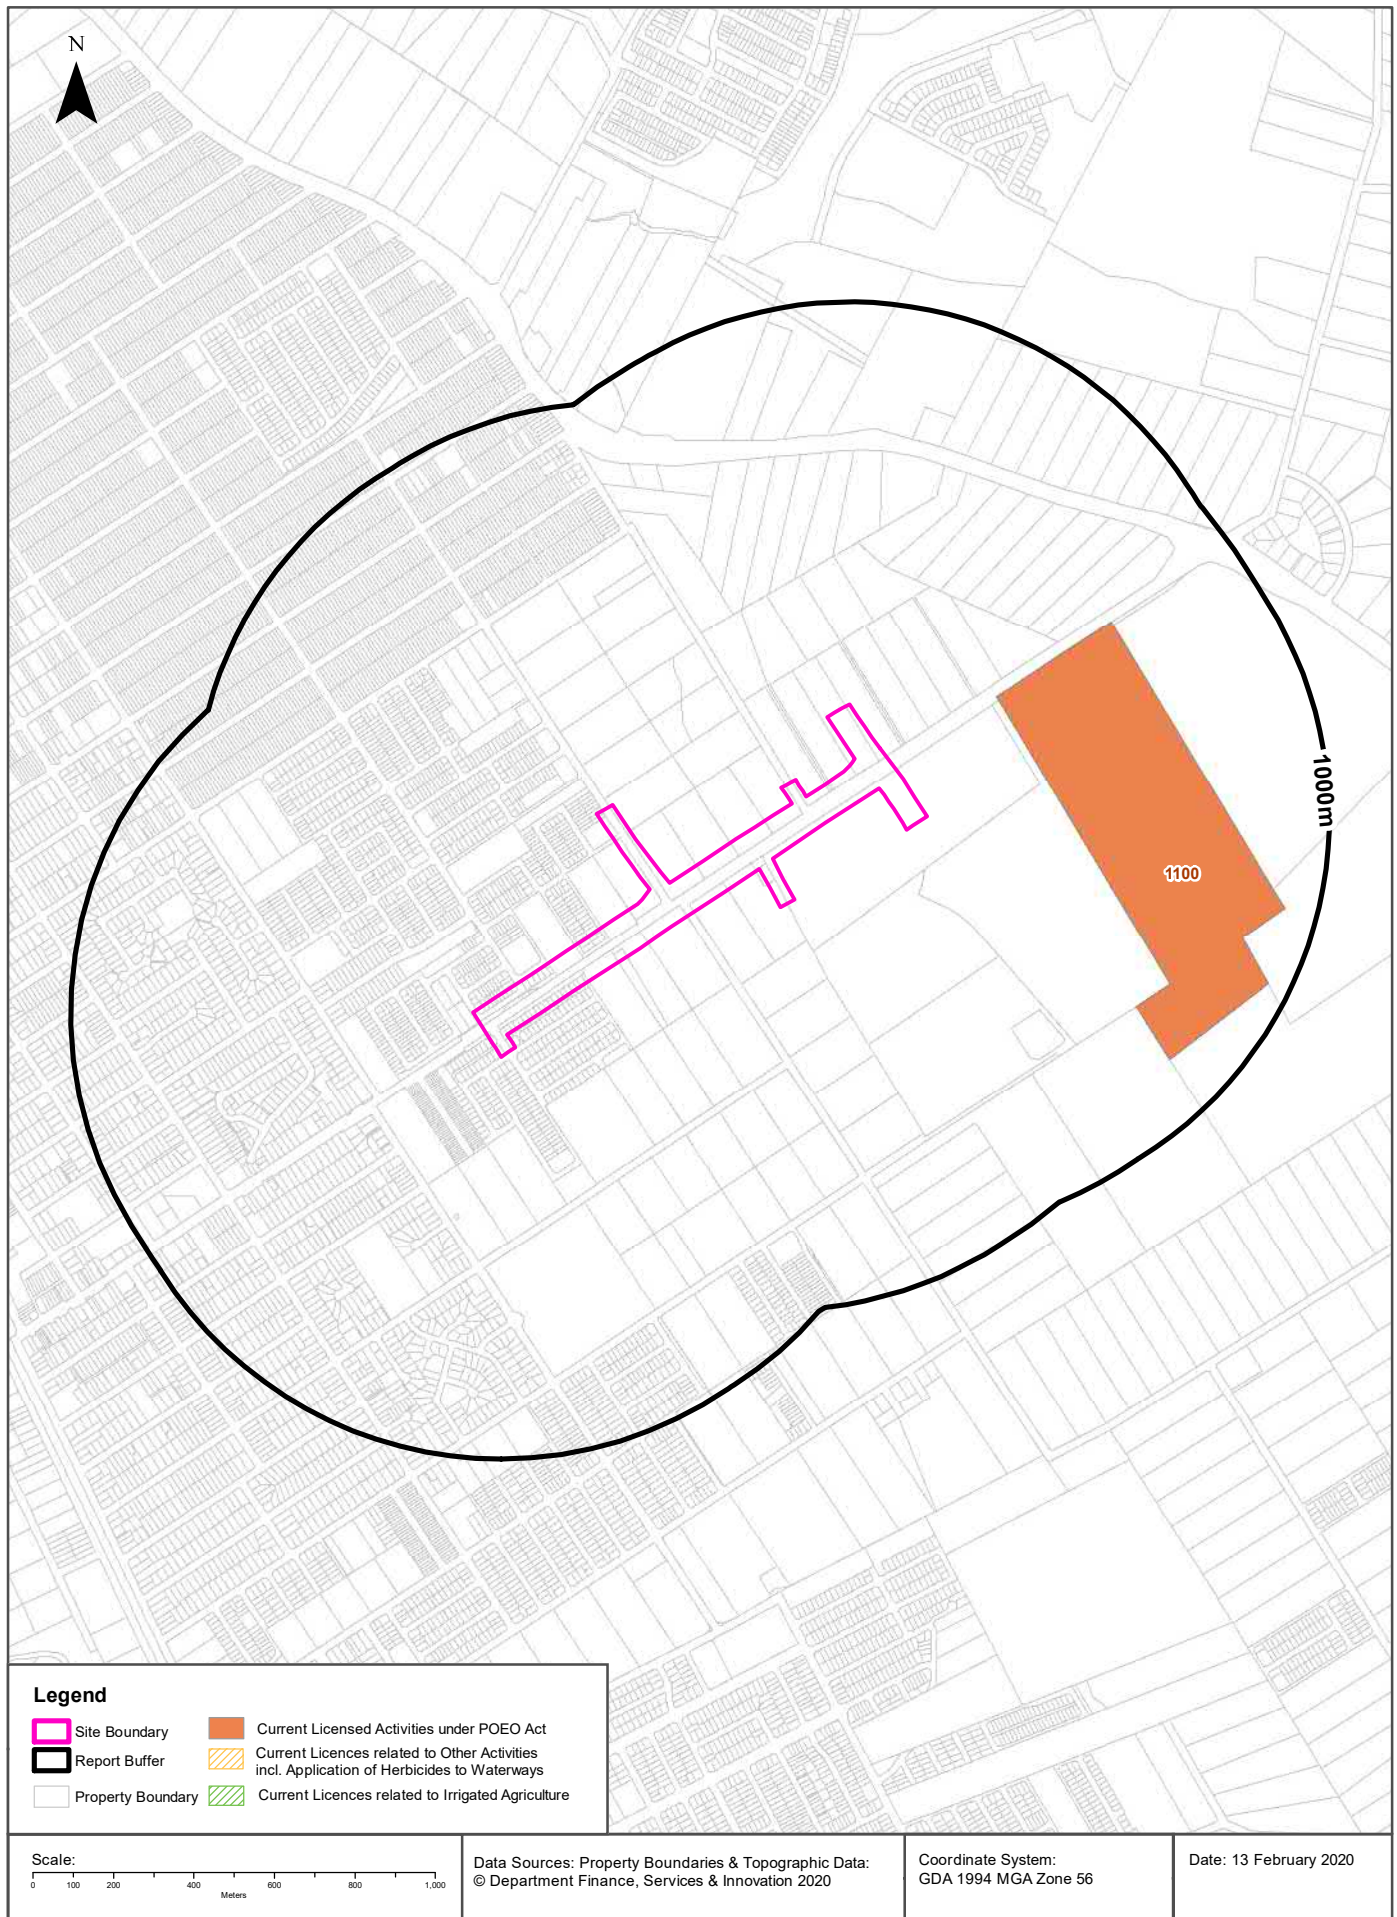 N
1000m
1100
Legend
Site Boundary
Report Buffer
Property Boundary
Current Licensed Activities under POEO Act
Current Licences related to Other Activities
incl. Application of Herbicides to Waterways
Current Licences related to Irrigated Agriculture
Scale:
0 100 200 400 600 800 1,000
Meters
Data Sources: Property Boundaries & Topographic Data:
© Department Finance, Services & Innovation 2020
Coordinate System:
GDA 1994 MGA Zone 56
Date: 13 February 2020